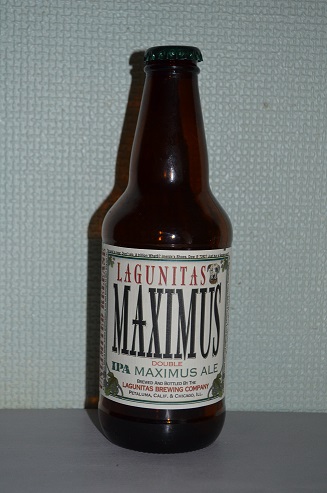 LAGUNITAS
MAXIMUS
DOUBLE
IPA MAXIMUS ALE
BREWED AND BOTTLED BY THE
LAGUNITAS BREWING COMPANY
PETALUMA, CALIF. & CHICAGO, ILL